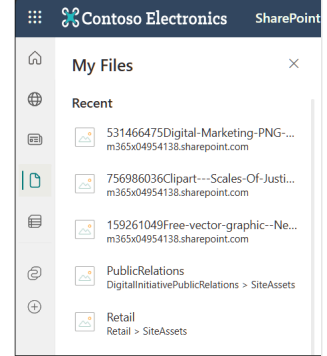 Contoso Electronics SharePoint
My Files
Recent
531466475Digital-Marketing-PNG-...
m365x04954138.sharepoint.com
756986036Clipart---Scales-Of-Justi...
m365x04954138.sharepoint.com
159261049Free-vector-graphic--Ne...
m365x04954138.sharepoint.com
PublicRelations
DigitalInitiativePublicRelations > SiteAssets
Retail
Retail > SiteAssets